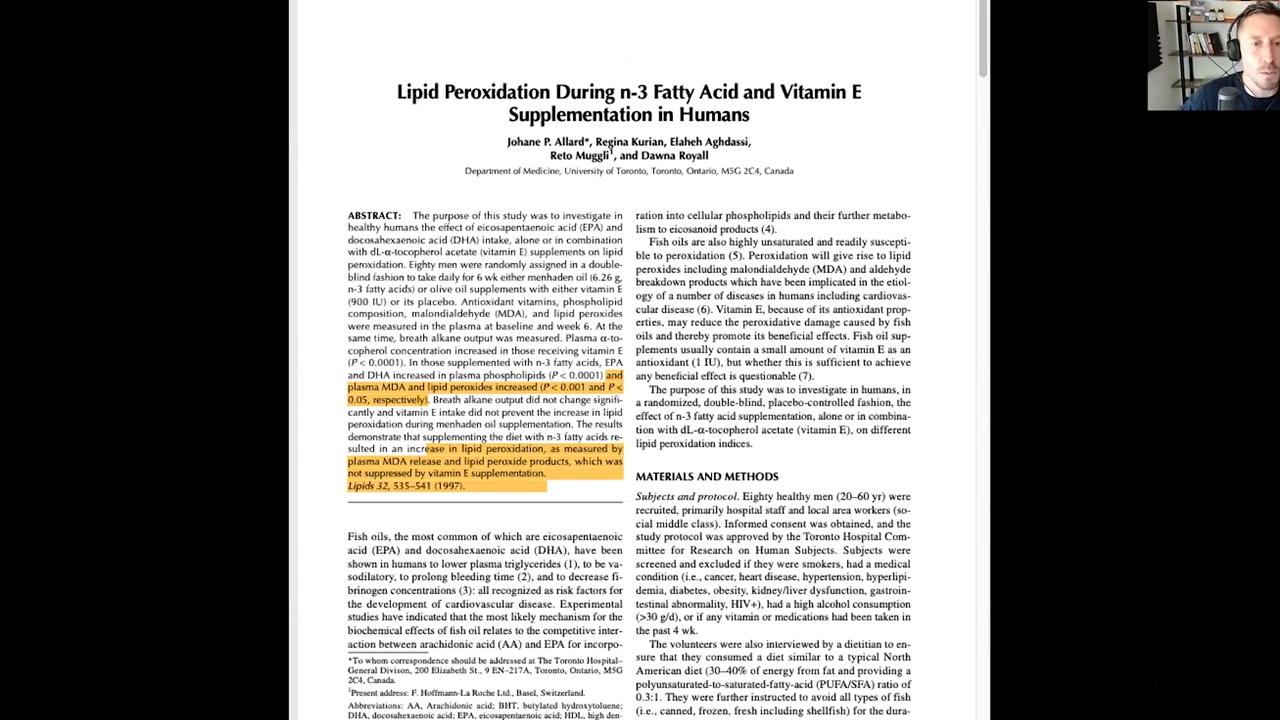 Lipid Peroxidation During n-3 Fatty Acid and Vitamin E
Supplementation in Humans
Johane P. Allard*, Regina Kurian, Elaheh Aghdassi,
Reto Muggli¹, and Dawna Royall
Department of Medicine, University of Toronto, Toronto, Ontario, M5G 2C4, Canada
ABSTRACT: The purpose of this study was to investigate in
healthy humans the effect of eicosapentaenoic acid (EPA) and
docosahexaenoic acid (DHA) intake, alone or in combination
with dL-α-tocopherol acetate (vitamin E) supplements on lipid
peroxidation. Eighty men were randomly assigned in a double-
blind fashion to take daily for 6 wk either menhaden oil (6.26 g,
n-3 fatty acids) or olive oil supplements with either vitamin E
(900 IU) or its placebo. Antioxidant vitamins, phospholipid
composition, malondialdehyde (MDA), and lipid peroxides
were measured in the plasma at baseline and week 6. At the
same time, breath alkane output was measured. Plasma α-to-
copherol concentration increased in those receiving vitamin E
(P < 0.0001). In those supplemented with n-3 fatty acids, EPA
and DHA increased in plasma phospholipids (P < 0.0001) and
plasma MDA and lipid peroxides increased (P < 0.001 and P <
0.05, respectively). Breath alkane output did not change signifi-
cantly and vitamin E intake did not prevent the increase in lipid
peroxidation during menhaden oil supplementation. The results
demonstrate that supplementing the diet with n-3 fatty acids re-
sulted in an increase in lipid peroxidation, as measured by
plasma MDA release and lipid peroxide products, which was
not suppressed by vitamin E supplementation.
Lipids 32, 535–541 (1997).
Fish oils, the most common of which are eicosapentaenoic
acid (EPA) and docosahexaenoic acid (DHA), have been
shown in humans to lower plasma triglycerides (1), to be va-
sodilatory, to prolong bleeding time (2), and to decrease fi-
brinogen concentrations (3): all recognized as risk factors for
the development of cardiovascular disease. Experimental
studies have indicated that the most likely mechanism for the
biochemical effects of fish oil relates to the competitive inter-
action between arachidonic acid (AA) and EPA for incorpo-
*To whom correspondence should be addressed at The Toronto Hospital–
General Divison, 200 Elizabeth St., 9 EN–217A, Toronto, Ontario, M5G
2C4, Canada.
¹Present address: F. Hoffmann-La Roche Ltd., Basel, Switzerland.
Abbreviations: AA, Arachidonic acid; BHT, butylated hydroxytoluene;
DHA, docosahexaenoic acid; EPA, eicosapentaenoic acid; HDL, high den-
ration into cellular phospholipids and their further metabo-
lism to eicosanoid products (4).
Fish oils are also highly unsaturated and readily suscepti-
ble to peroxidation (5). Peroxidation will give rise to lipid
peroxides including malondialdehyde (MDA) and aldehyde
breakdown products which have been implicated in the etiol-
ogy of a number of diseases in humans including cardiovas-
cular disease (6). Vitamin E, because of its antioxidant prop-
erties, may reduce the peroxidative damage caused by fish
oils and thereby promote its beneficial effects. Fish oil sup-
plements usually contain a small amount of vitamin E as an
antioxidant (1 IU), but whether this is sufficient to achieve
any beneficial effect is questionable (7).
The purpose of this study was to investigate in humans, in
a randomized, double-blind, placebo-controlled fashion, the
effect of n-3 fatty acid supplementation, alone or in combina-
tion with dL-α-tocopherol acetate (vitamin E), on different
lipid peroxidation indices.
MATERIALS AND METHODS
Subjects and protocol. Eighty healthy men (20–60 yr) were
recruited, primarily hospital staff and local area workers (so-
cial middle class). Informed consent was obtained, and the
study protocol was approved by the Toronto Hospital Com-
mittee for Research on Human Subjects. Subjects were
screened and excluded if they were smokers, had a medical
condition (i.e., cancer, heart disease, hypertension, hyperlipi-
demia, diabetes, obesity, kidney/liver dysfunction, gastroin-
testinal abnormality, HIV+), had a high alcohol consumption
(>30 g/d), or if any vitamin or medications had been taken in
the past 4 wk.
The volunteers were also interviewed by a dietitian to en-
sure that they consumed a diet similar to a typical North
American diet (30–40% of energy from fat and providing a
polyunsaturated-to-saturated-fatty-acid (PUFA/SFA) ratio of
0.3:1. They were further instructed to avoid all types of fish
(i.e., canned, frozen, fresh including shellfish) for the dura-
Complete
Human